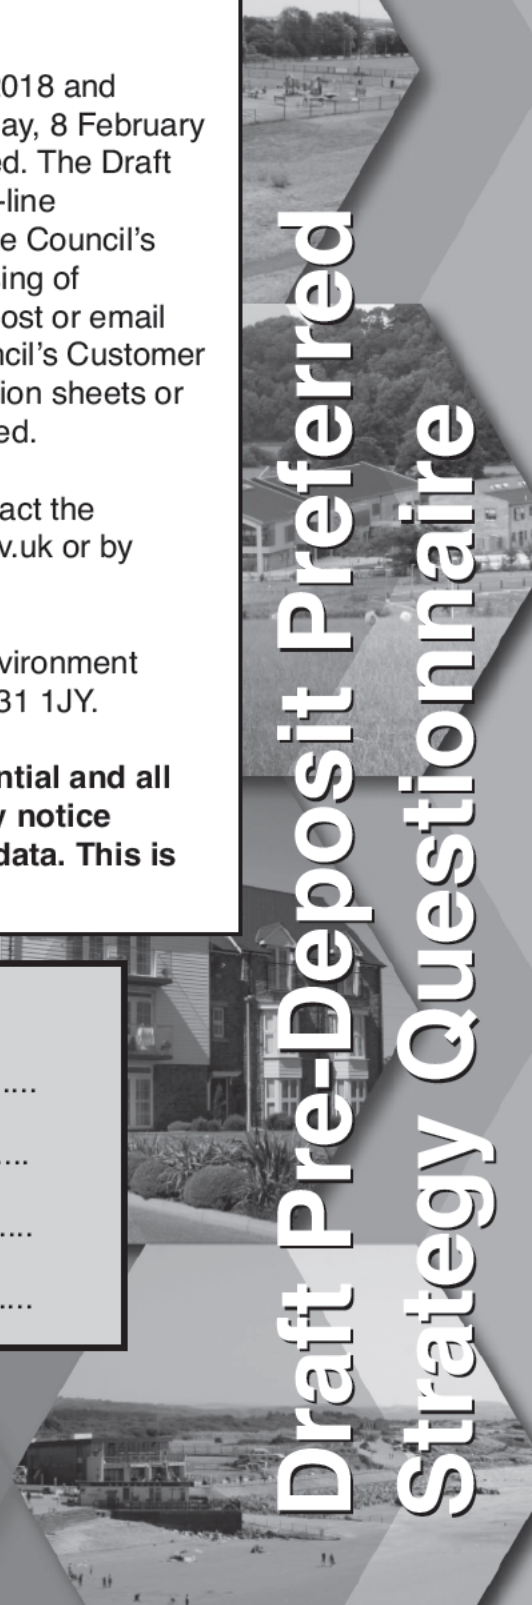 2018 and
ay, 8 February
ed. The Draft
-line
e Council's
ing of
ost or email
ncil's Customer
ion sheets or
ed.
act the
v.uk or by
vironment
31 1JY.
ntial and all
y notice
data. This is
....
....
....
....
Draft Pre-Deposit Preferred
Strategy Questionnaire